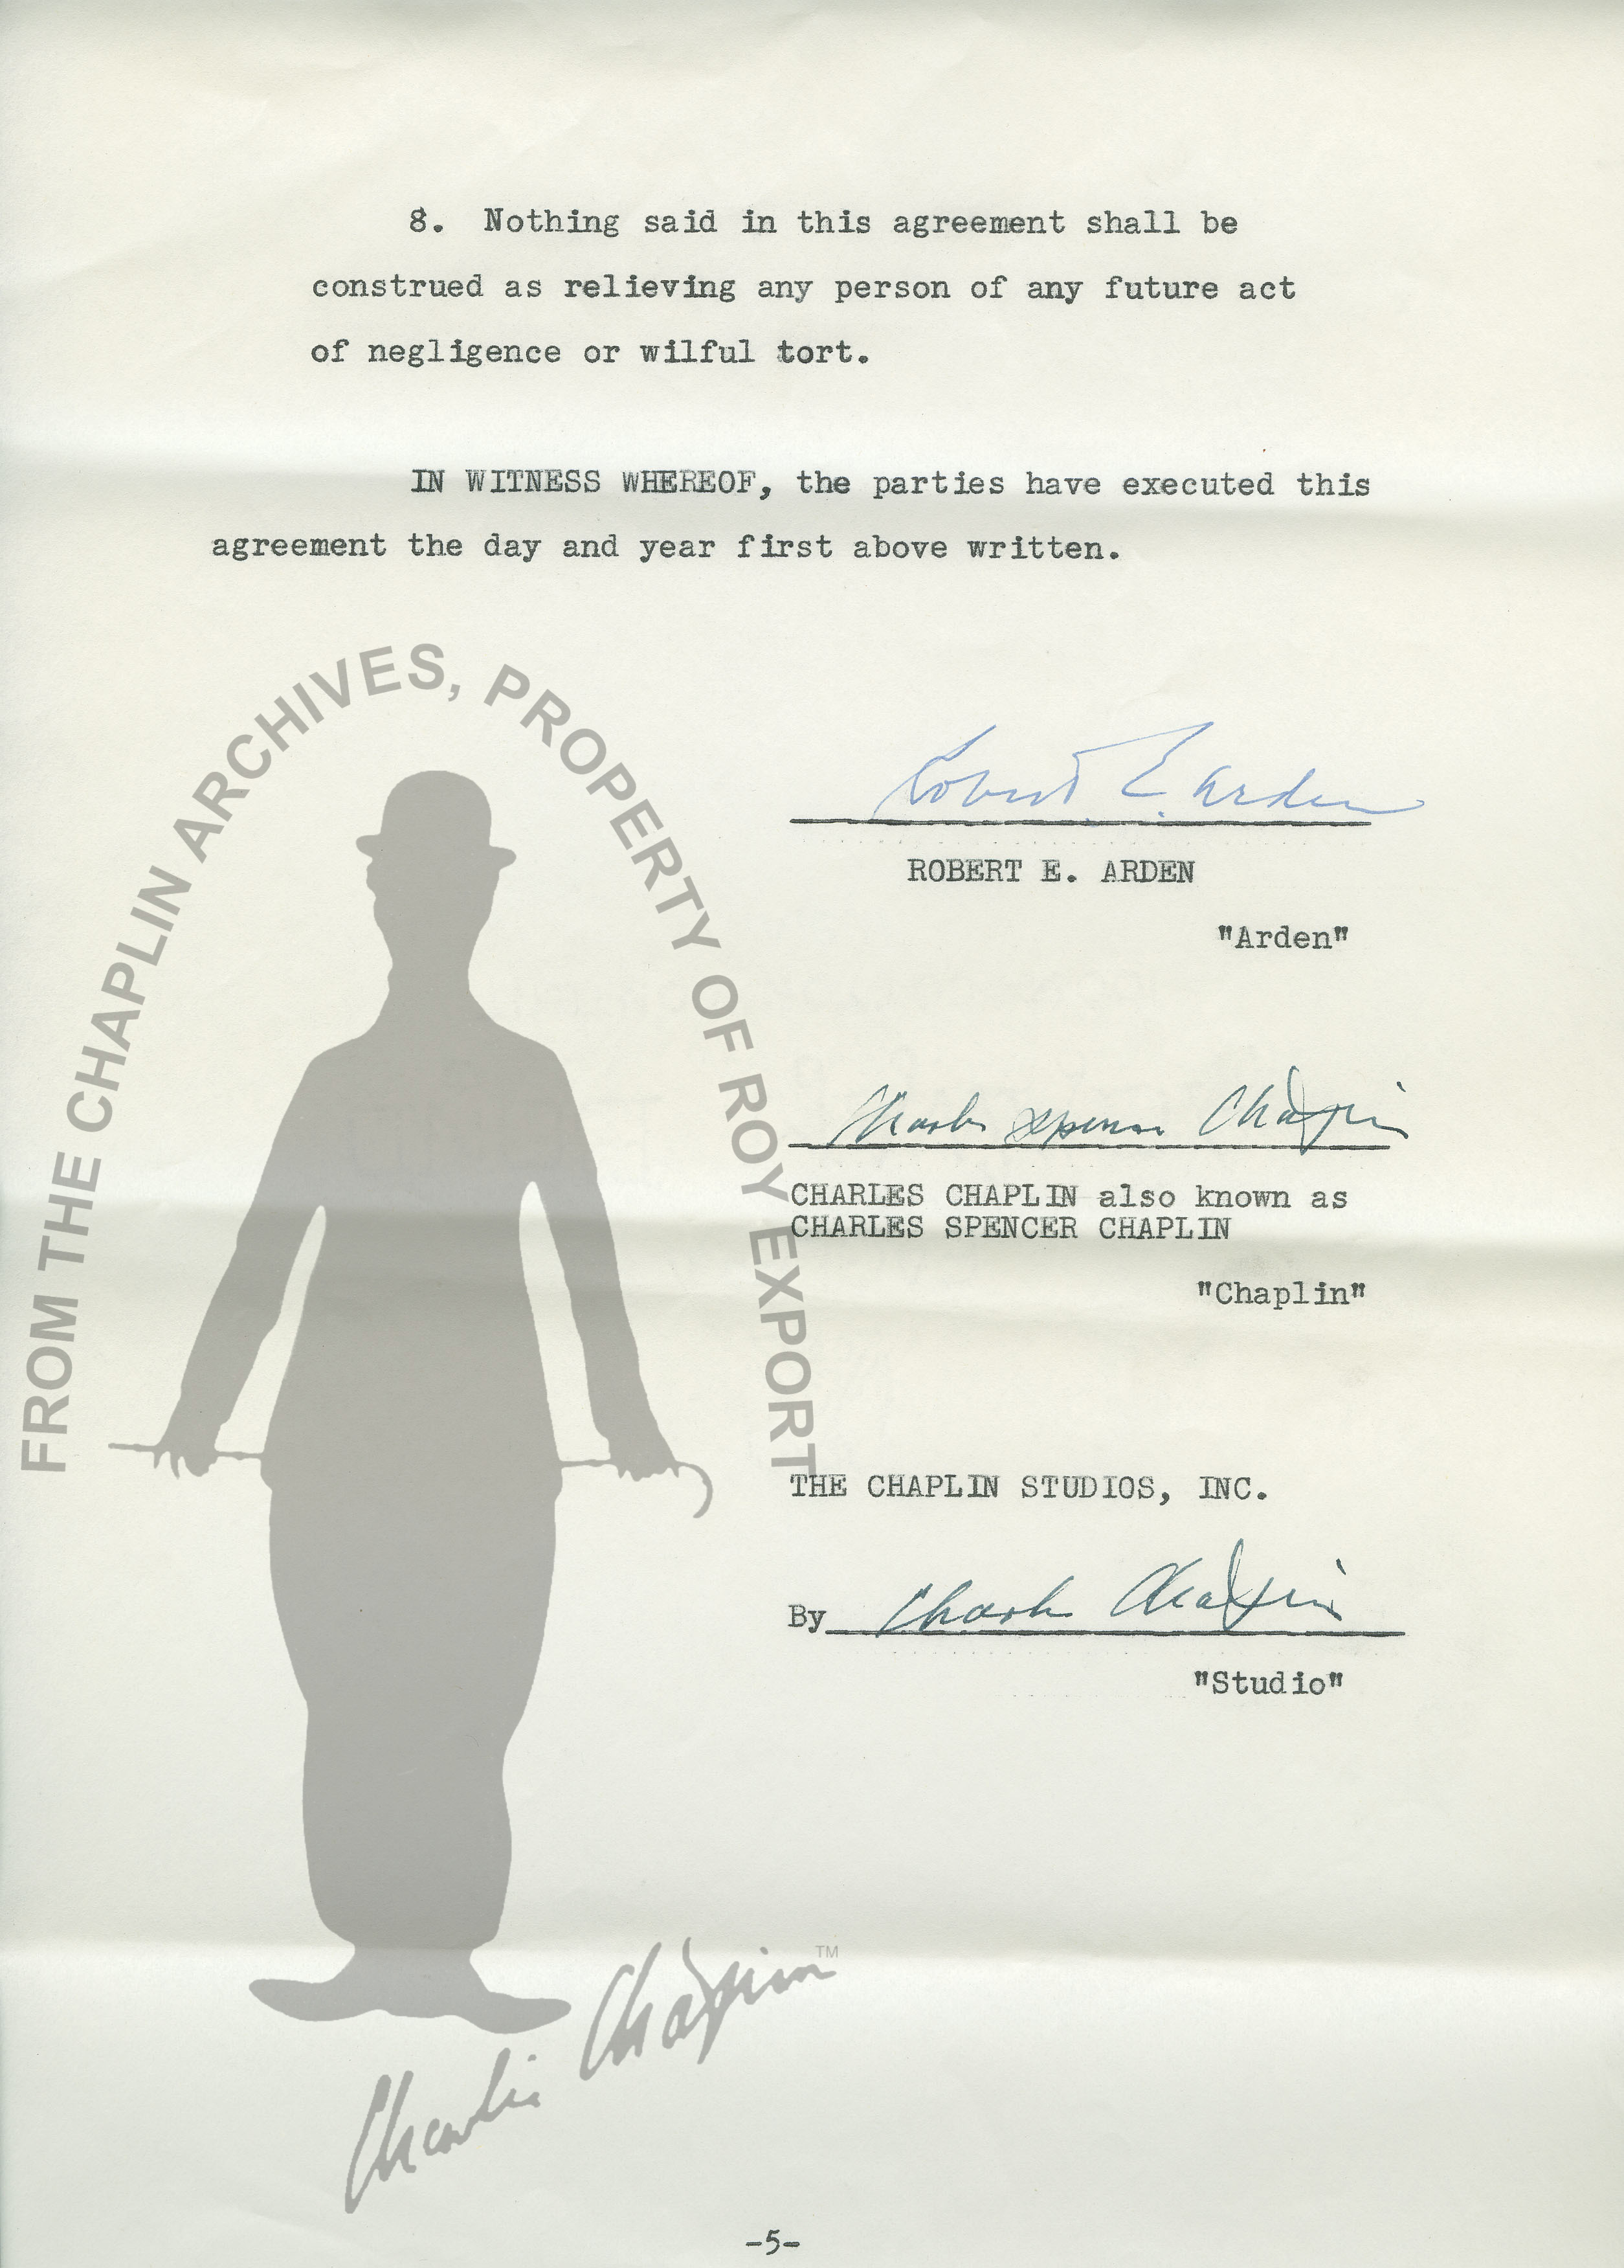 8. Nothing said in this agreement shall be
construed as relieving any person of any future act
of negligence or wilful tort.
IN WITNESS WHEREOF, the parties have executed this
agreement the day and year first above written.
FROM THE CHAPLIN ARCHIVES, PROPERTY OF ROY EXPORT
Robert E. Arden
ROBERT E. ARDEN
"Arden"
Charles Spencer Chaplin
CHARLES CHAPLIN also known as
CHARLES SPENCER CHAPLIN
"Chaplin"
THE CHAPLIN STUDIOS, INC.
By Charles Chaplin
"Studio"
Charlie Chaplin TM
-5-